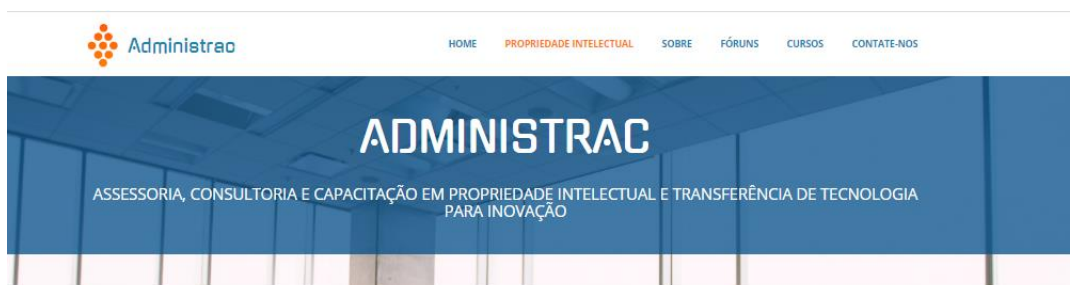 Administrac
HOME PROPRIEDADE INTELECTUAL SOBRE FÓRUNS CURSOS CONTATE-NOS
ADMINISTRAC
ASSESSORIA, CONSULTORIA E CAPACITAÇÃO EM PROPRIEDADE INTELECTUAL E TRANSFERÊNCIA DE TECNOLOGIA
PARA INOVAÇÃO